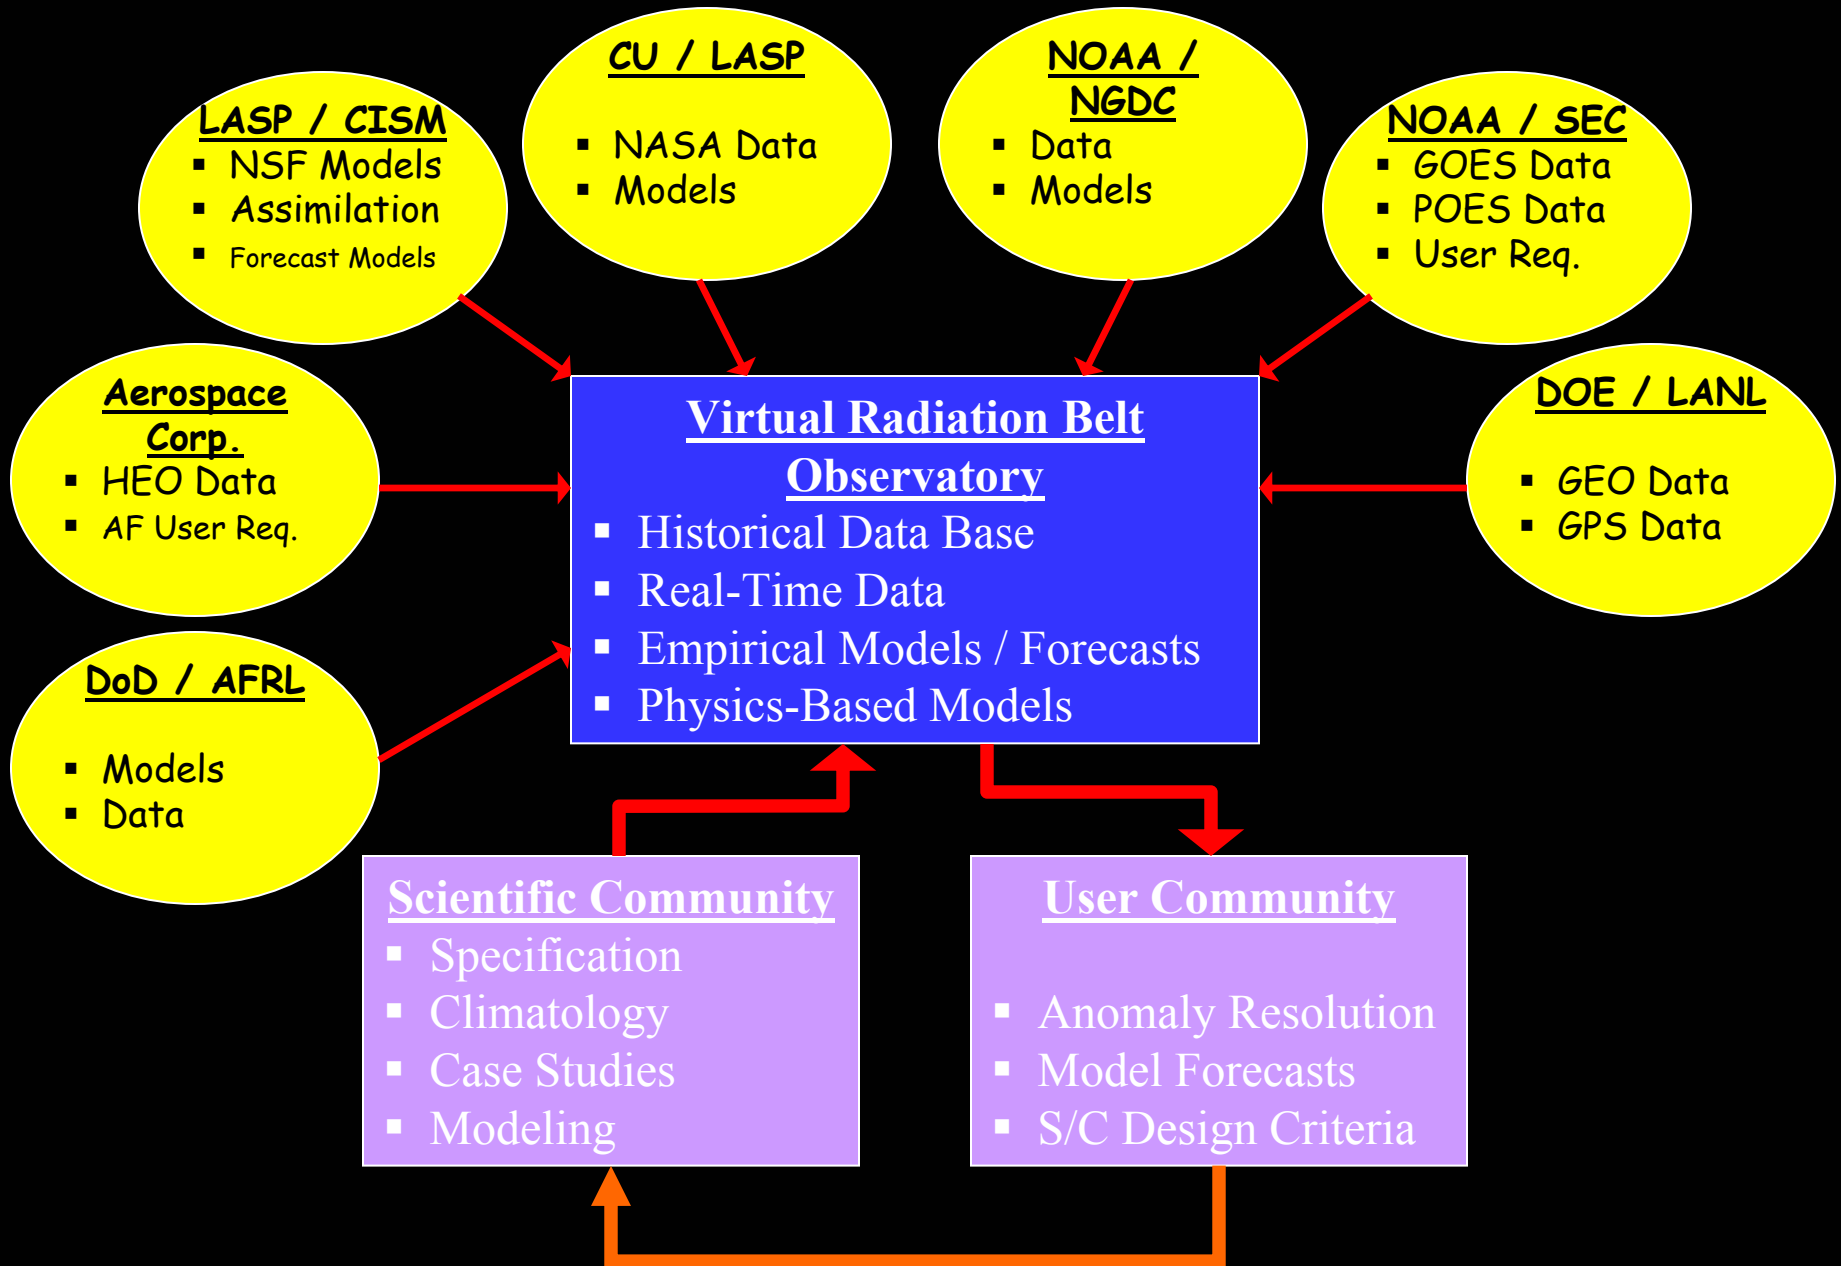 CU / LASP
▪ NASA Data
▪ Models
NOAA /
NGDC
▪ Data
▪ Models
LASP / CISM
▪ NSF Models
▪ Assimilation
▪ Forecast Models
NOAA / SEC
▪ GOES Data
▪ POES Data
▪ User Req.
Aerospace
Corp.
▪ HEO Data
▪ AF User Req.
Virtual Radiation Belt
Observatory
▪ Historical Data Base
▪ Real-Time Data
▪ Empirical Models / Forecasts
▪ Physics-Based Models
DOE / LANL
▪ GEO Data
▪ GPS Data
DoD / AFRL
▪ Models
▪ Data
Scientific Community
▪ Specification
▪ Climatology
▪ Case Studies
▪ Modeling
User Community
▪ Anomaly Resolution
▪ Model Forecasts
▪ S/C Design Criteria